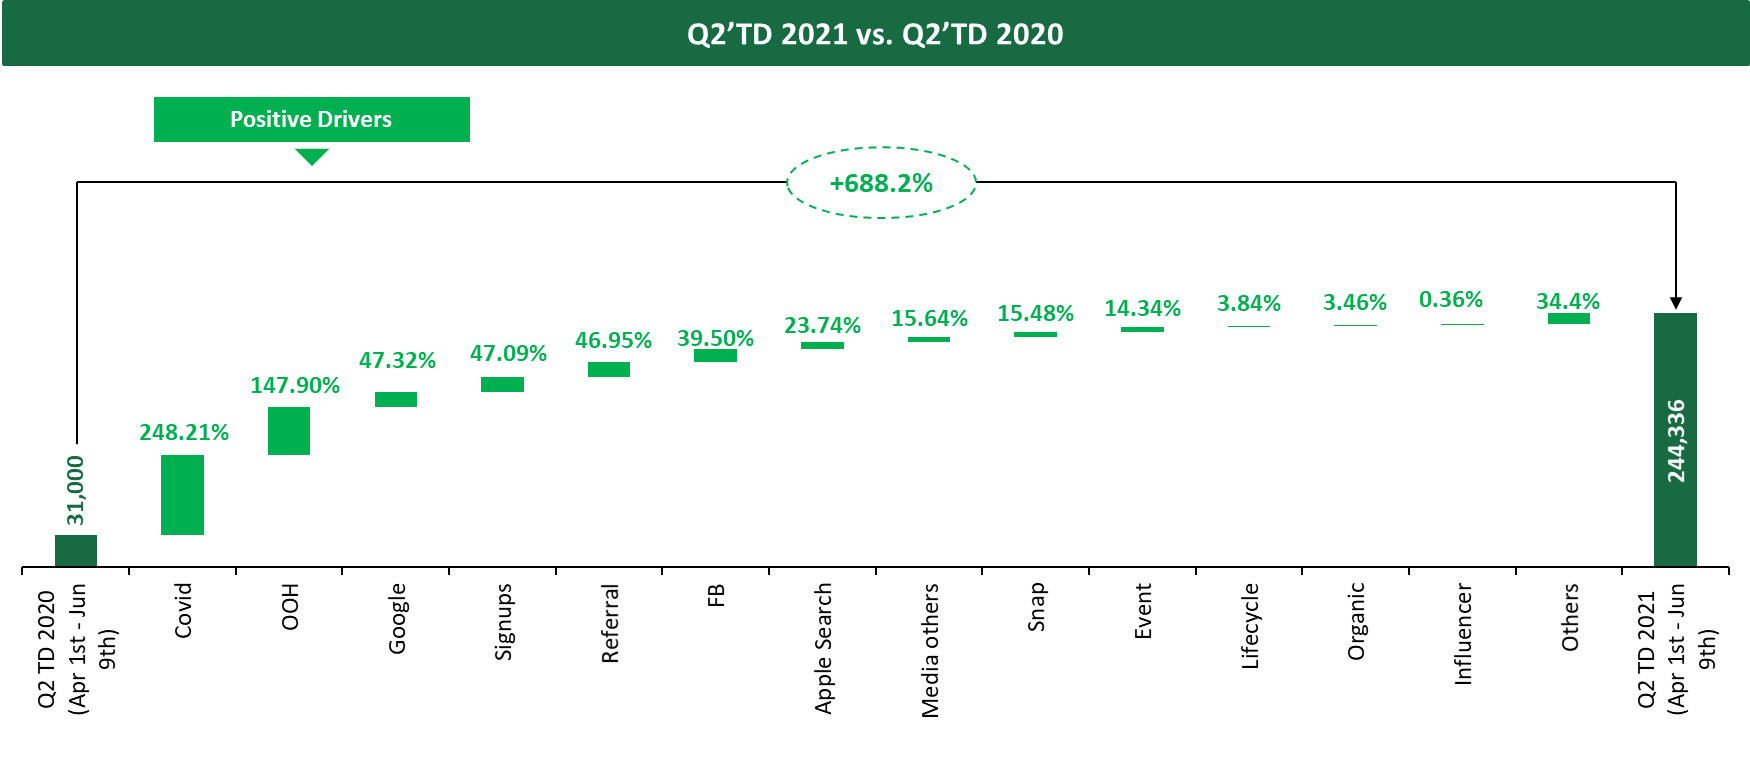 Q2’TD 2021 vs. Q2’TD 2020
Positive Drivers
+688.2%
31,000
248.21%
147.90%
47.32%
47.09%
46.95%
39.50%
23.74%
15.64%
15.48%
14.34%
3.84%
3.46%
0.36%
34.4%
244,336
Q2 TD 2020
(Apr 1st - Jun
9th)
Covid
OOH
Google
Signups
Referral
FB
Apple Search
Media others
Snap
Event
Lifecycle
Organic
Influencer
Others
Q2 TD 2021
(Apr 1st - Jun
9th)